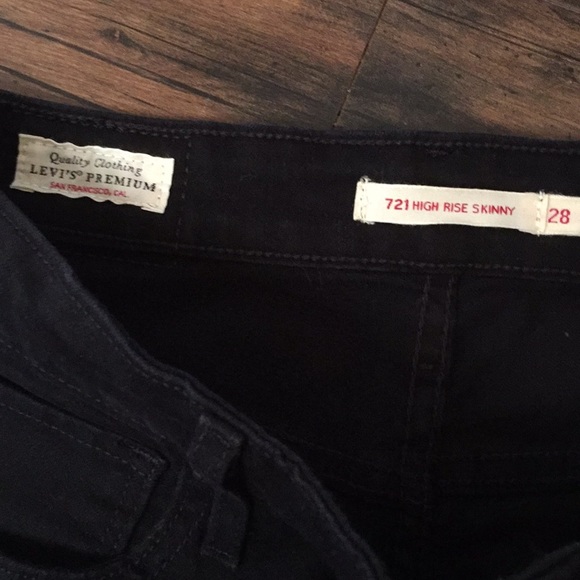 Quality Clothing
LEVI'S® PREMIUM
SAN FRANCISCO, CAL
721 HIGH RISE SKINNY 28